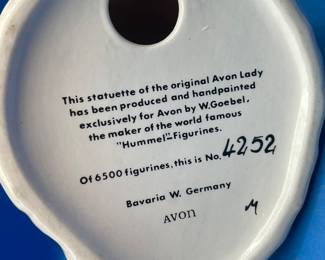 This statuette of the original Avon Lady
has been produced and handpainted
exclusively for Avon by W.Goebel,
the maker of the world famous
"Hummel"™Figurines.
Of 6500 figurines, this is No. 4252
Bavaria W. Germany
AVON M